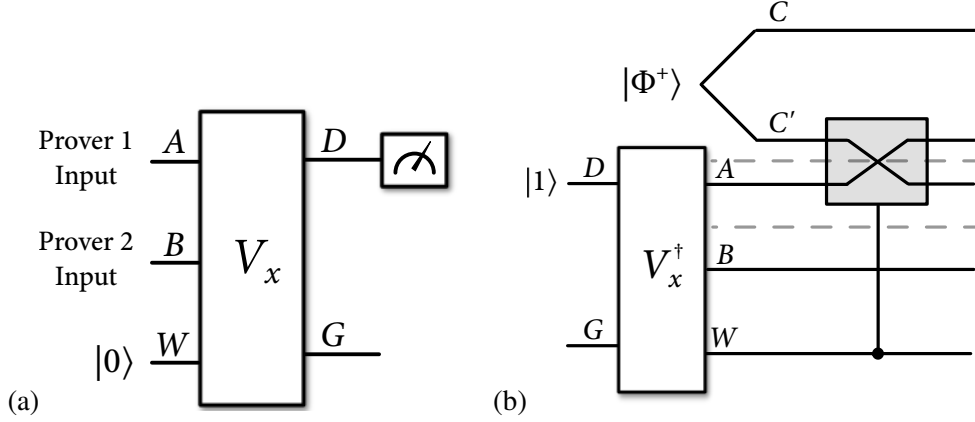 Prover 1
Input
A
D
Prover 2
Input
B
V_x
|0⟩
W
G
(a)
C
|Φ⁺⟩
C′
|1⟩
D
A
V_x^†
B
G
W
(b)